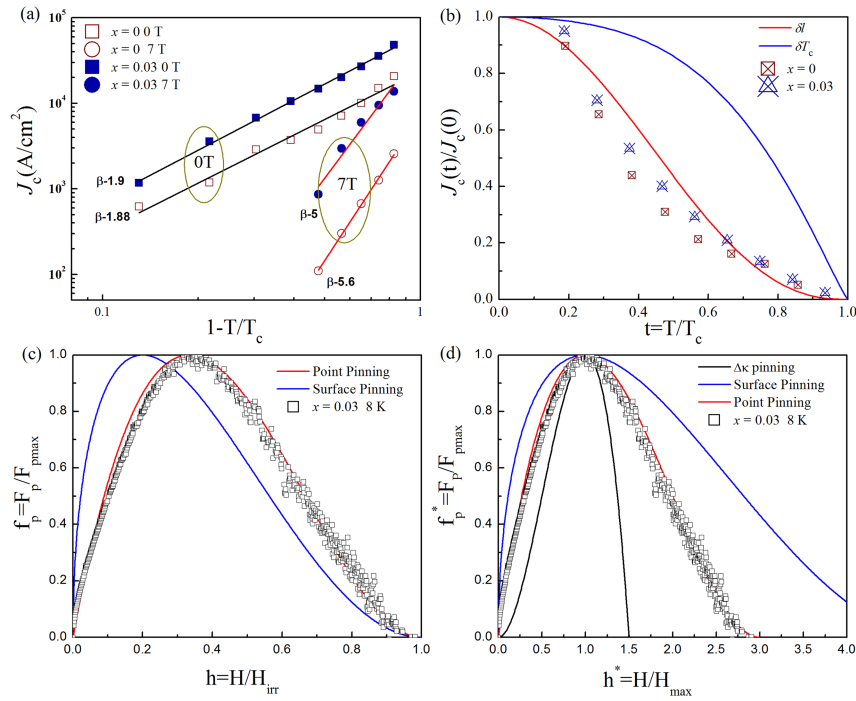 (a)
10^5
10^4
10^3
10^2
J_c(A/cm^2)
x = 0 0 T
x = 0 7 T
x = 0.03 0 T
x = 0.03 7 T
0T
7T
β-1.9
β-1.88
β-5
β-5.6
0.1
1
1-T/T_c
(b)
1.0
0.8
0.6
0.4
0.2
0.0
J_c(t)/J_c(0)
δl
δT_c
x = 0
x = 0.03
0.0 0.2 0.4 0.6 0.8 1.0
t=T/T_c
(c)
1.0
0.8
0.6
0.4
0.2
0.0
f_p=F_p/F_pmax
Point Pinning
Surface Pinning
x = 0.03 8 K
0.0 0.2 0.4 0.6 0.8 1.0
h=H/H_irr
(d)
1.0
0.8
0.6
0.4
0.2
0.0
f_p^*=F_p/F_pmax
Δκ pinning
Surface Pinning
Point Pinning
x = 0.03 8 K
0.0 0.5 1.0 1.5 2.0 2.5 3.0 3.5 4.0
h^*=H/H_max